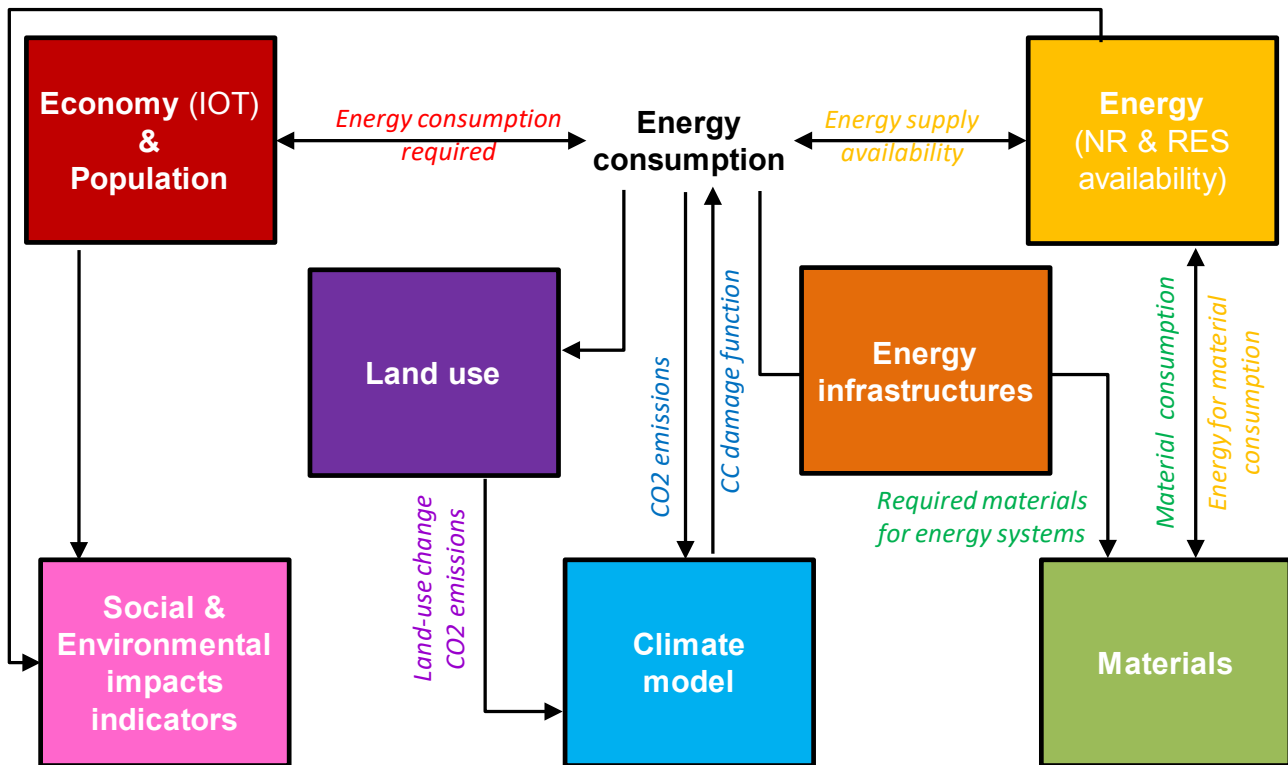 Economy (IOT)
&
Population
Energy consumption
required
Energy
consumption
Energy supply
availability
Energy
(NR & RES
availability)
Land use
CO2 emissions
CC damage function
Energy
infrastructures
Material consumption
Energy for material
consumption
Required materials
for energy systems
Land-use change
CO2 emissions
Social &
Environmental
impacts
indicators
Climate
model
Materials